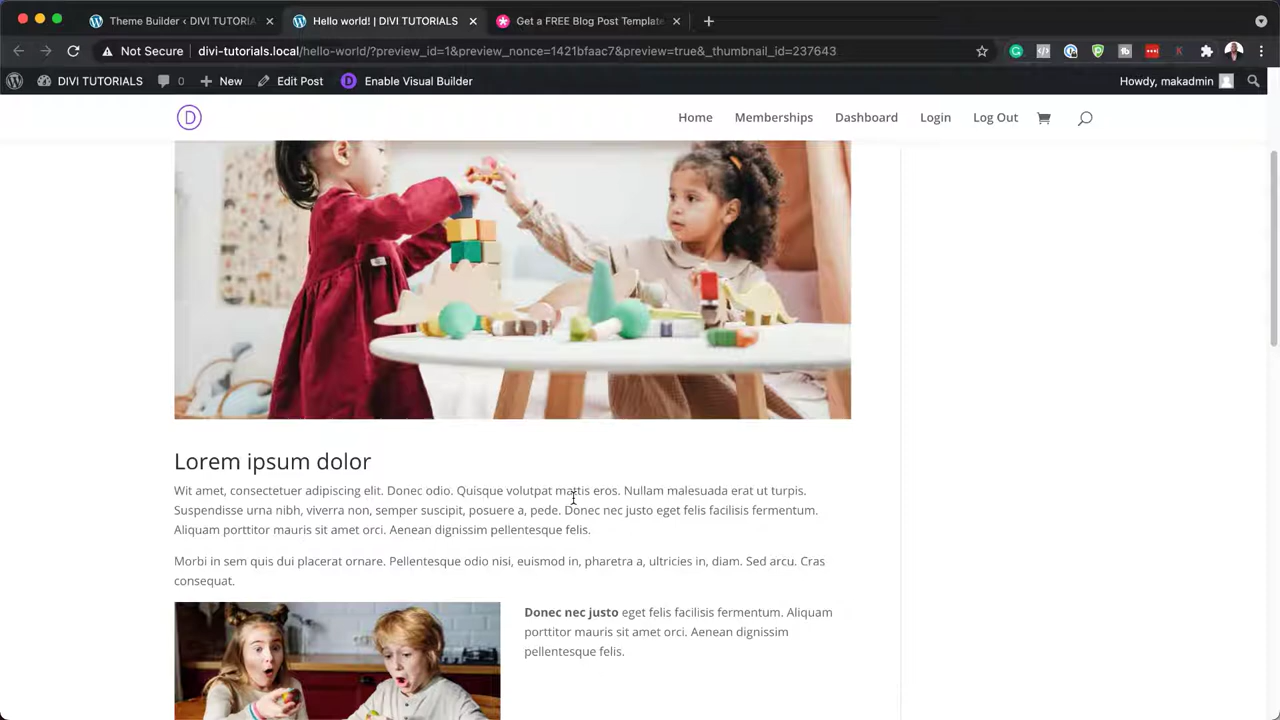 Theme Builder ‹ DIVI TUTORIA
Hello world! | DIVI TUTORIALS
Get a FREE Blog Post Template
Not Secure
divi-tutorials.local/hello-world/?preview_id=1&preview_nonce=1421bfaac7&preview=true&_thumbnail_id=237643
DIVI TUTORIALS
0
New
Edit Post
D
Enable Visual Builder
Howdy, makadmin
D
Home
Memberships
Dashboard
Login
Log Out
Lorem ipsum dolor
Wit amet, consectetuer adipiscing elit. Donec odio. Quisque volutpat mattis eros. Nullam malesuada erat ut turpis.
Suspendisse urna nibh, viverra non, semper suscipit, posuere a, pede. Donec nec justo eget felis facilisis fermentum.
Aliquam porttitor mauris sit amet orci. Aenean dignissim pellentesque felis.
Morbi in sem quis dui placerat ornare. Pellentesque odio nisi, euismod in, pharetra a, ultricies in, diam. Sed arcu. Cras
consequat.
Donec nec justo eget felis facilisis fermentum. Aliquam
porttitor mauris sit amet orci. Aenean dignissim
pellentesque felis.